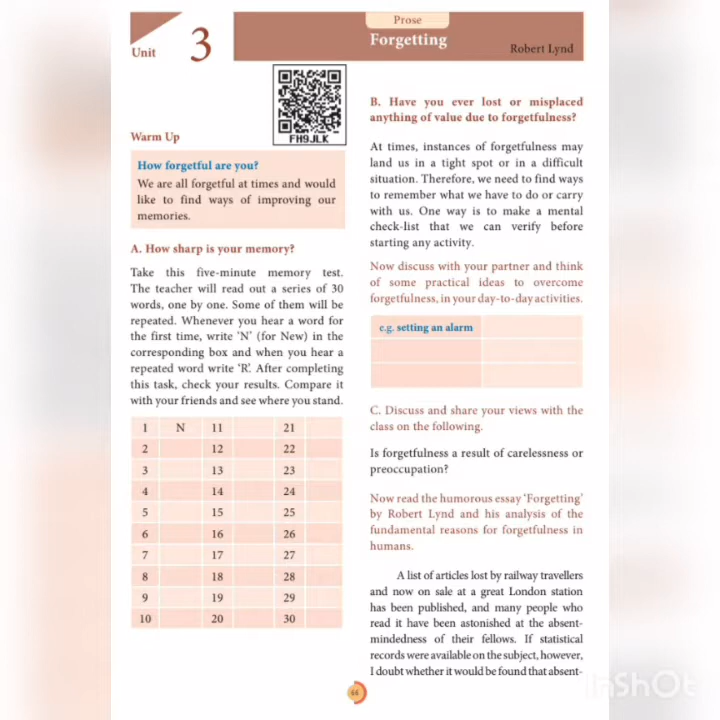 Prose
Forgetting
Robert Lynd
Unit 3
FH9JLK
Warm Up
How forgetful are you?
We are all forgetful at times and would
like to find ways of improving our
memories.
A. How sharp is your memory?
Take this five-minute memory test.
The teacher will read out a series of 30
words, one by one. Some of them will be
repeated. Whenever you hear a word for
the first time, write ‘N’ (for New) in the
corresponding box and when you hear a
repeated word write ‘R’. After completing
this task, check your results. Compare it
with your friends and see where you stand.
1 N 11 21
2 12 22
3 13 23
4 14 24
5 15 25
6 16 26
7 17 27
8 18 28
9 19 29
10 20 30
B. Have you ever lost or misplaced
anything of value due to forgetfulness?
At times, instances of forgetfulness may
land us in a tight spot or in a difficult
situation. Therefore, we need to find ways
to remember what we have to do or carry
with us. One way is to make a mental
check-list that we can verify before
starting any activity.
Now discuss with your partner and think
of some practical ideas to overcome
forgetfulness, in your day-to-day activities.
e.g. setting an alarm
C. Discuss and share your views with the
class on the following.
Is forgetfulness a result of carelessness or
preoccupation?
Now read the humorous essay ‘Forgetting’
by Robert Lynd and his analysis of the
fundamental reasons for forgetfulness in
humans.
A list of articles lost by railway travellers
and now on sale at a great London station
has been published, and many people who
read it have been astonished at the absent-
mindedness of their fellows. If statistical
records were available on the subject, however,
I doubt whether it would be found that absent-
66
InShOt